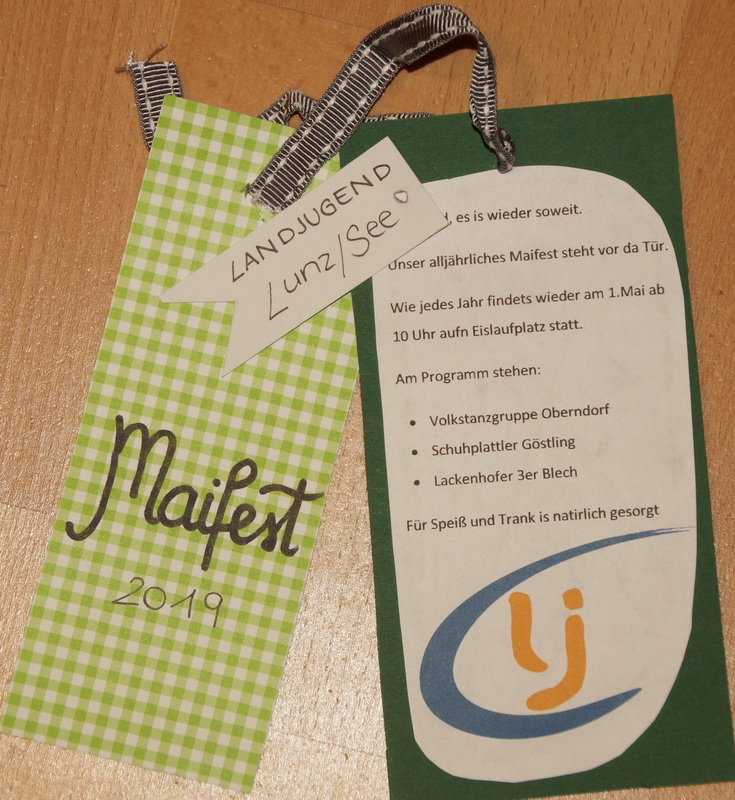 LANDJUGEND
Lunz/See
Maifest
2019
, es is wieder soweit.
Unser alljährliches Maifest steht vor da Tür.
Wie jedes Jahr findets wieder am 1.Mai ab
10 Uhr aufn Eislaufplatz statt.
Am Programm stehen:
• Volkstanzgruppe Oberndorf
• Schuhplattler Göstling
• Lackenhofer 3er Blech
Für Speiß und Trank is natirlich gesorgt
lj